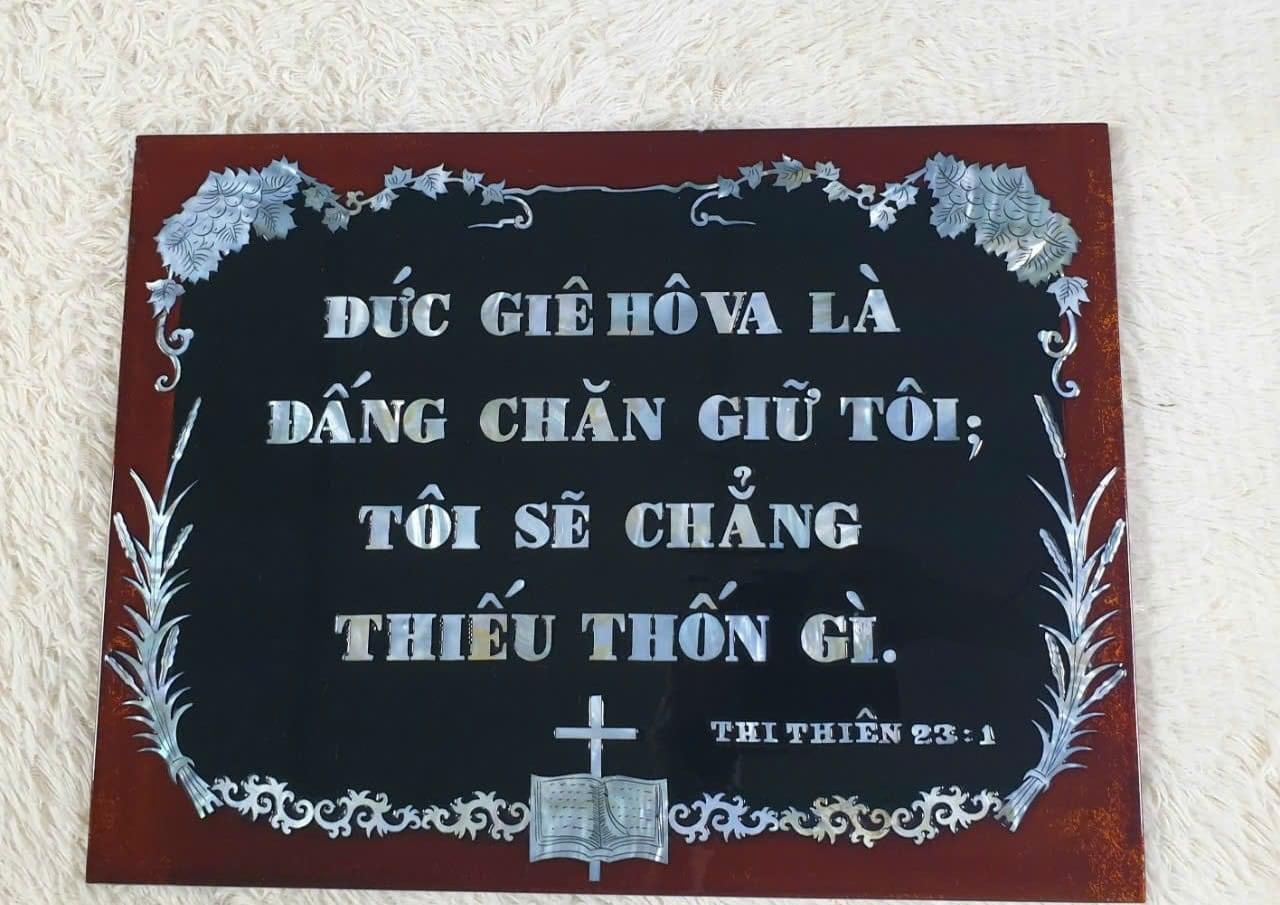 ĐỨC GIÊHÔVA LÀ
ĐẤNG CHĂN GIỮ TÔI;
TÔI SẼ CHẲNG
THIẾU THỐN GÌ.
THI THIÊN 23:1